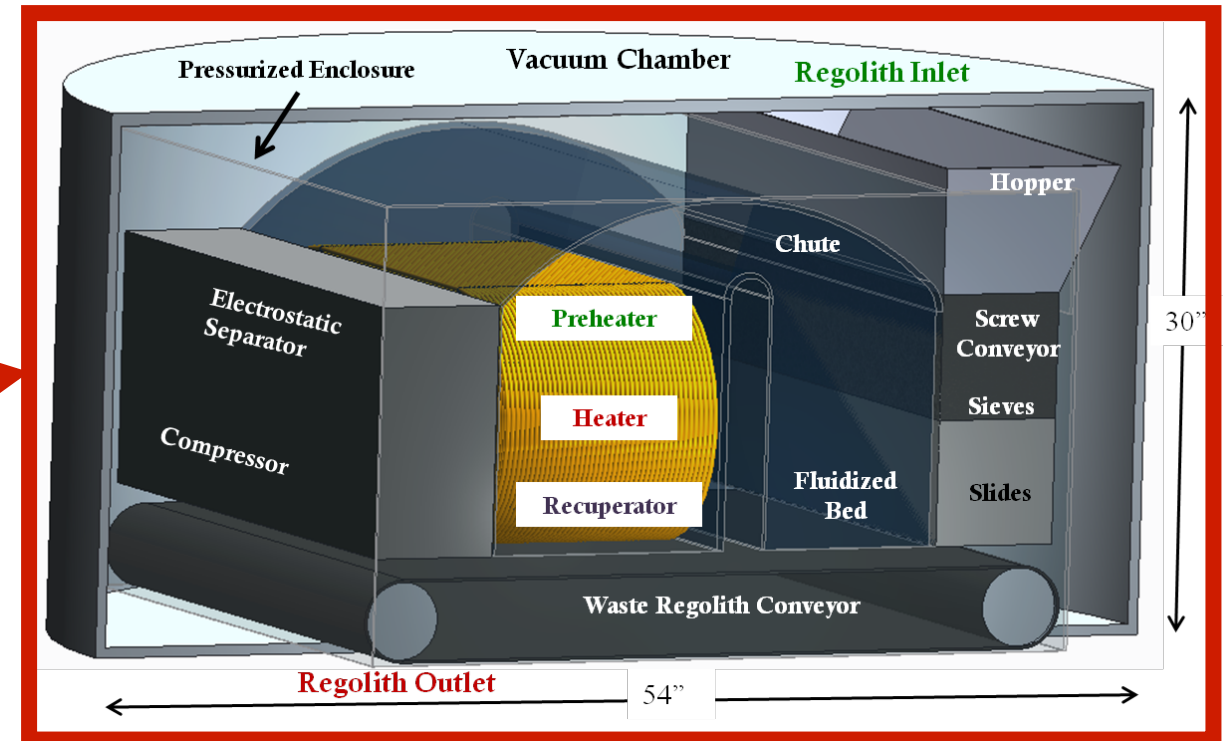 Vacuum Chamber
Pressurized Enclosure
Regolith Inlet
Hopper
Chute
Electrostatic
Separator
Preheater
Screw
Conveyor
30”
Heater
Sieves
Compressor
Recuperator
Fluidized
Bed
Slides
Waste Regolith Conveyor
Regolith Outlet
54”